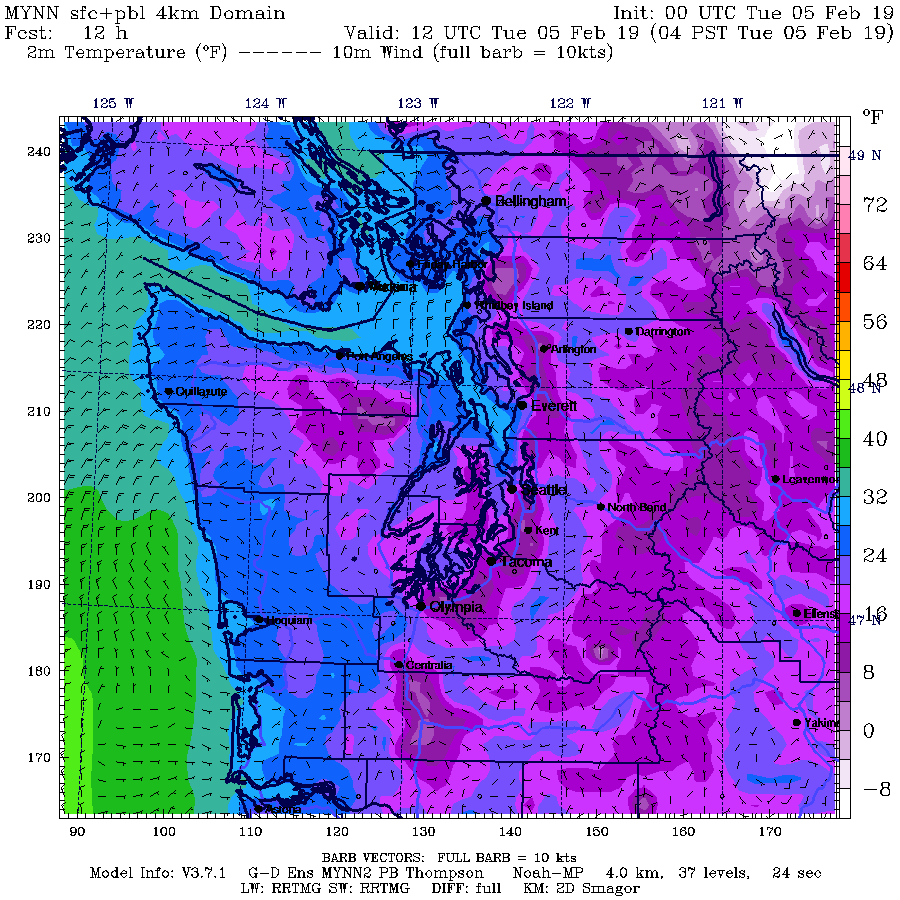 MYNN sfc+pbl 4km Domain Init: 00 UTC Tue 05 Feb 19
Fcst: 12 h Valid: 12 UTC Tue 05 Feb 19 (04 PST Tue 05 Feb 19)
2m Temperature (°F) ------ 10m Wind (full barb = 10kts)
125 W 124 W 123 W 122 W 121 W
°F
240 49 N
Bellingham 72
230
64
Whidbey Island
220 Darrington 56
Arlington
Port Angeles
48
Quillayute 48 N
210 Everett
40
Leavenwor
200 Seattle 32
North Bend
Kent
24
Tacoma
190
Olympia 16
Ellens
Hoquiam 47 N
180 Centralia 8
Yakim 0
170
-8
Astoria
90 100 110 120 130 140 150 160 170
BARB VECTORS: FULL BARB = 10 kts
Model Info: V3.7.1 G-D Ens MYNN2 PB Thompson Noah-MP 4.0 km, 37 levels, 24 sec
LW: RRTMG SW: RRTMG DIFF: full KM: 2D Smagor